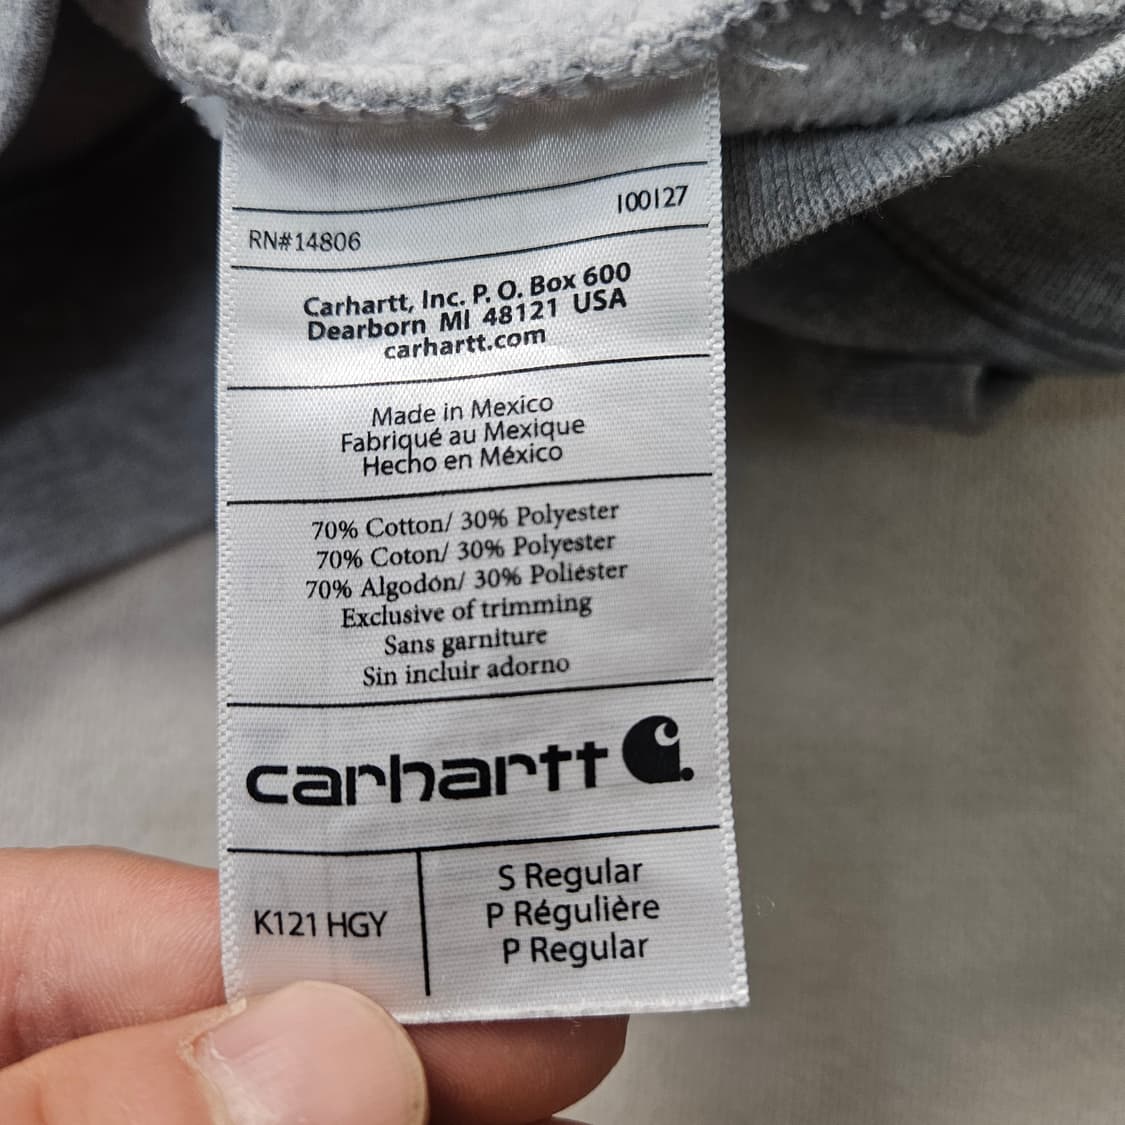 100127
RN#14806
Carhartt, Inc. P. O. Box 600
Dearborn MI 48121 USA
carhartt.com
Made in Mexico
Fabriqué au Mexique
Hecho en México
70% Cotton/ 30% Polyester
70% Coton/ 30% Polyester
70% Algodón/ 30% Poliéster
Exclusive of trimming
Sans garniture
Sin incluir adorno
carhartt
K121 HGY
S Regular
P Régulière
P Regular